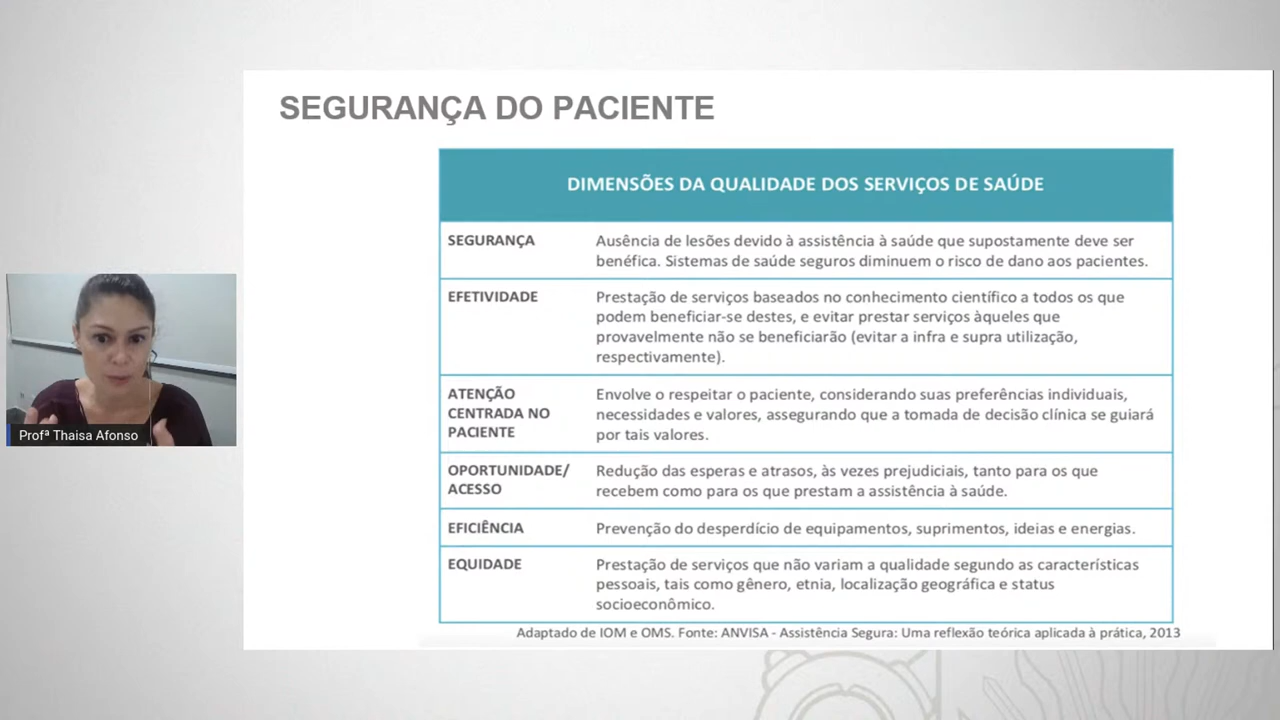 SEGURANÇA DO PACIENTE
DIMENSÕES DA QUALIDADE DOS SERVIÇOS DE SAÚDE
SEGURANÇA
Ausência de lesões devido à assistência à saúde que supostamente deve ser
benéfica. Sistemas de saúde seguros diminuem o risco de dano aos pacientes.
EFETIVIDADE
Prestação de serviços baseados no conhecimento científico a todos os que
podem beneficiar-se destes, e evitar prestar serviços àqueles que
provavelmente não se beneficiarão (evitar a infra e supra utilização,
respectivamente).
ATENÇÃO
CENTRADA NO
PACIENTE
Envolve o respeitar o paciente, considerando suas preferências individuais,
necessidades e valores, assegurando que a tomada de decisão clínica se guiará
por tais valores.
OPORTUNIDADE/
ACESSO
Redução das esperas e atrasos, às vezes prejudiciais, tanto para os que
recebem como para os que prestam a assistência à saúde.
EFICIÊNCIA
Prevenção do desperdício de equipamentos, suprimentos, ideias e energias.
EQUIDADE
Prestação de serviços que não variam a qualidade segundo as características
pessoais, tais como gênero, etnia, localização geográfica e status
socioeconômico.
Adaptado de IOM e OMS. Fonte: ANVISA - Assistência Segura: Uma reflexão teórica aplicada à prática, 2013
Profª Thaisa Afonso